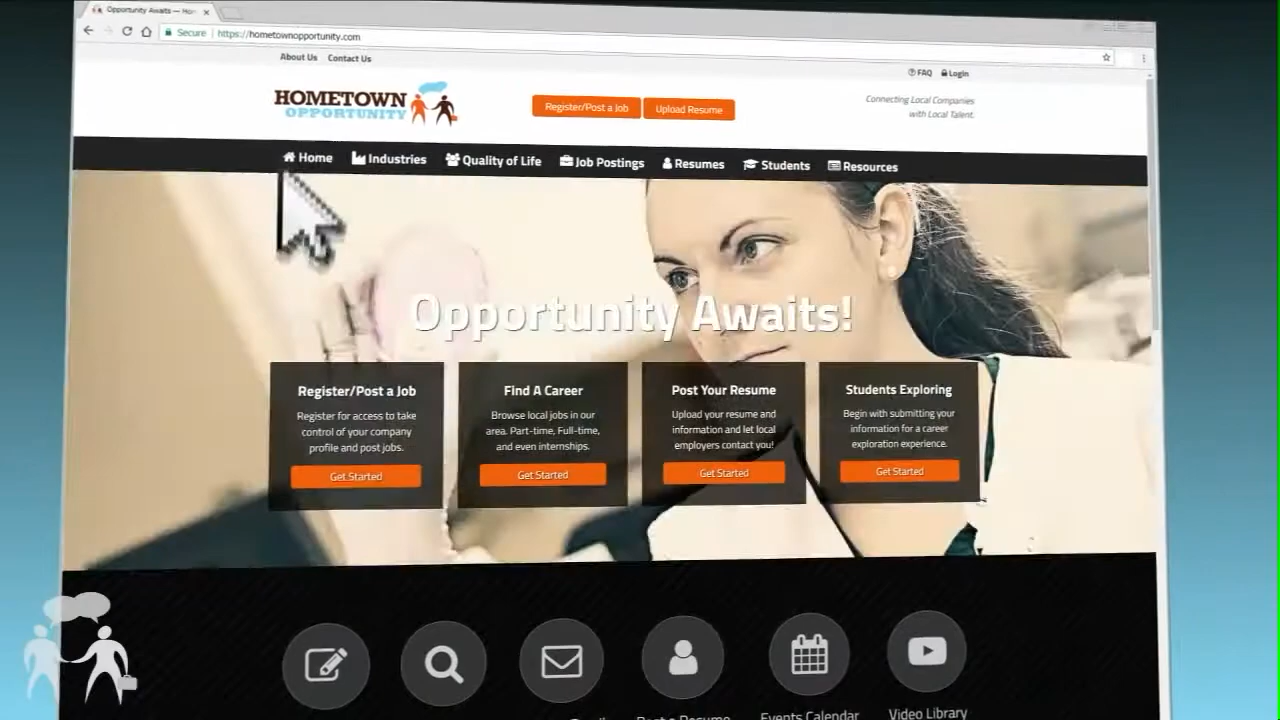 Opportunity Awaits — Ho
Secure
https://hometownopportunity.com
About Us Contact Us
FAQ Login
HOMETOWN
OPPORTUNITY
Register/Post a Job
Upload Resume
Connecting Local Companies
with Local Talent.
Home Industries Quality of Life Job Postings Resumes Students Resources
Opportunity Awaits!
Register/Post a Job
Register for access to take
control of your company
profile and post jobs.
Get Started
Find A Career
Browse local jobs in our
area. Part-time, Full-time,
and even internships.
Get Started
Post Your Resume
Upload your resume and
information and let local
employers contact you!
Get Started
Students Exploring
Begin with submitting your
information for a career
exploration experience.
Get Started
Post a Resume
Events Calendar
Video Library